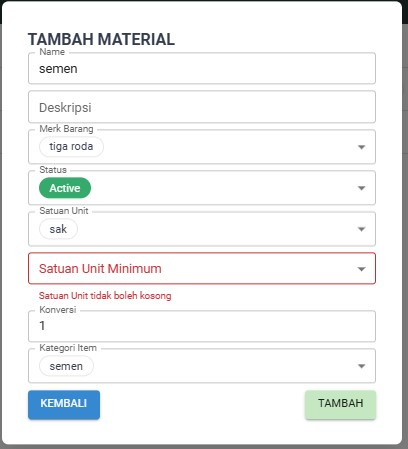 TAMBAH MATERIAL
Name
semen
Deskripsi
Merk Barang
tiga roda
Status
Active
Satuan Unit
sak
Satuan Unit Minimum
Satuan Unit tidak boleh kosong
Konversi
1
Kategori Item
semen
KEMBALI
TAMBAH